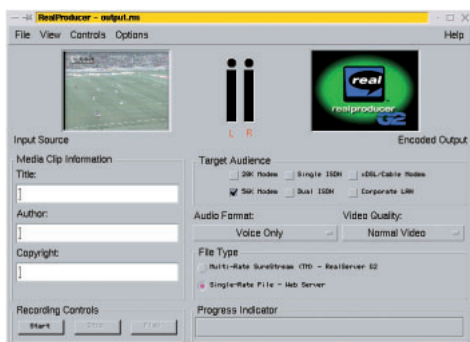 RealProducer - output.rm
File View Controls Options Help
real
realproducer
G2
L R
Input Source
Encoded Output
Media Clip Information
Title:
Author:
Copyright:
Target Audience
28K Modem Single ISDN xDSL/Cable Modem
56K Modem Dual ISDN Corporate LAN
Audio Format: Video Quality:
Voice Only Normal Video
File Type
Multi-Rate SureStream (TM) - RealServer G2
Single-Rate File - Web Server
Recording Controls
Start Stop Play
Progress Indicator